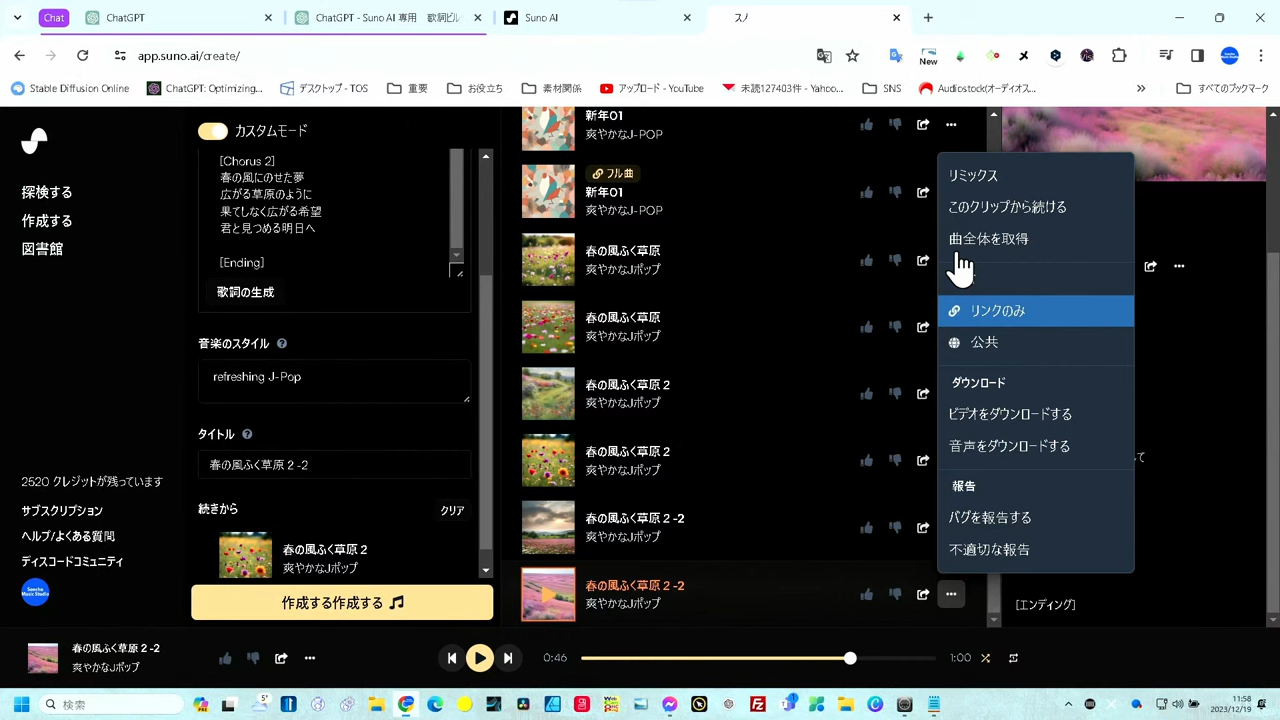 Chat
ChatGPT
ChatGPT - Suno AI 専用 歌詞ビル
Suno AI
スノ
app.suno.ai/create/
New
Stable Diffusion Online
ChatGPT: Optimizing...
デスクトップ - TOS
重要
お役立ち
素材関係
アップロード - YouTube
未読127403件 - Yahoo...
SNS
Audiostock(オーディオス...
すべてのブックマーク
探検する
作成する
図書館
2520 クレジットが残っています
サブスクリプション
ヘルプ/よくある質問
ディスコードコミュニティ
Sancho
Music Studio
カスタムモード
[Chorus 2]
春の風にのせた夢
広がる草原のように
果てしなく広がる希望
君と見つめる明日へ
[Ending]
歌詞の生成
音楽のスタイル
refreshing J-Pop
タイトル
春の風ふく草原２-2
続きから
クリア
春の風ふく草原２
爽やかなJポップ
作成する作成する
新年01
爽やかなJ-POP
フル曲
新年01
爽やかなJ-POP
春の風ふく草原
爽やかなJポップ
春の風ふく草原
爽やかなJポップ
春の風ふく草原２
爽やかなJポップ
春の風ふく草原２
爽やかなJポップ
春の風ふく草原２-2
爽やかなJポップ
春の風ふく草原２-2
爽やかなJポップ
リミックス
このクリップから続ける
曲全体を取得
リンクのみ
公共
ダウンロード
ビデオをダウンロードする
音声をダウンロードする
報告
バグを報告する
不適切な報告
て
[エンディング]
春の風ふく草原２-2
爽やかなJポップ
0:46
1:00
検索
11:58
2023/12/19